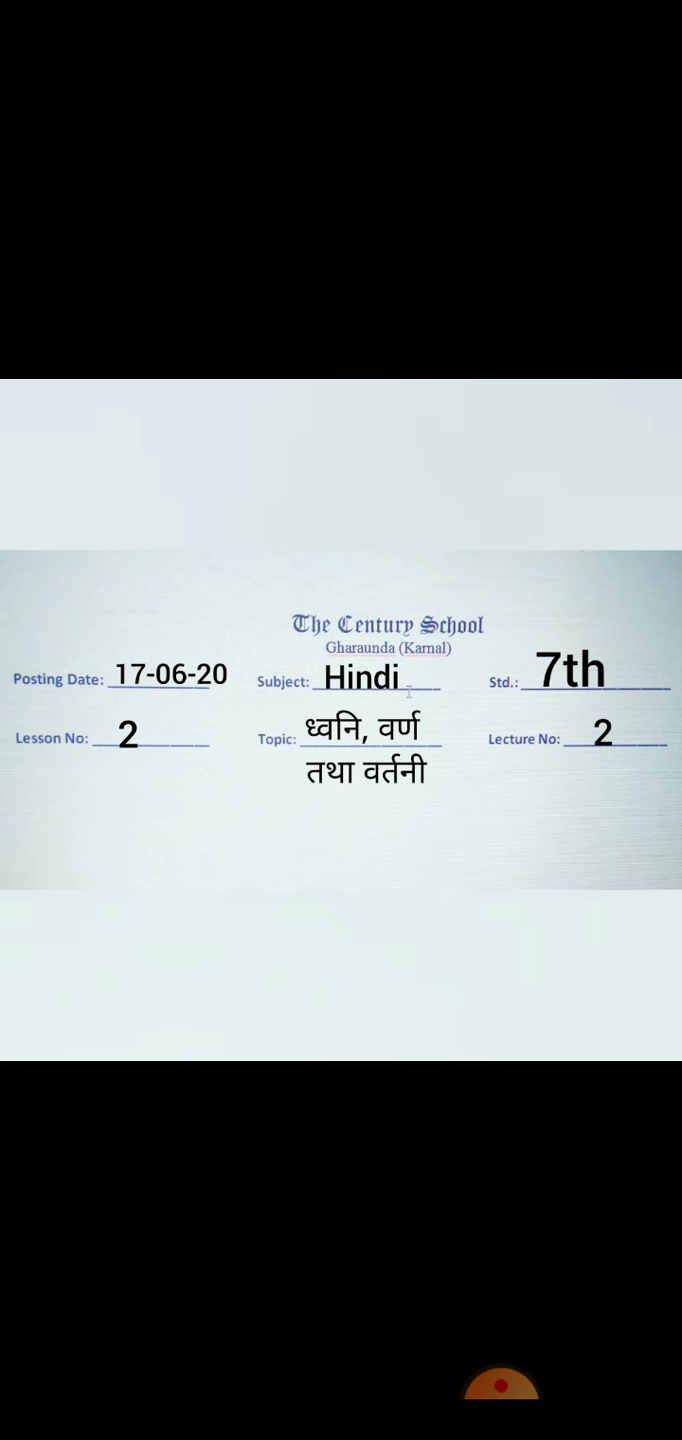 The Century School
Gharaunda (Karnal)
Posting Date: 17-06-20 Subject: Hindi Std.: 7th
Lesson No: 2 Topic: ध्वनि, वर्ण Lecture No: 2
तथा वर्तनी